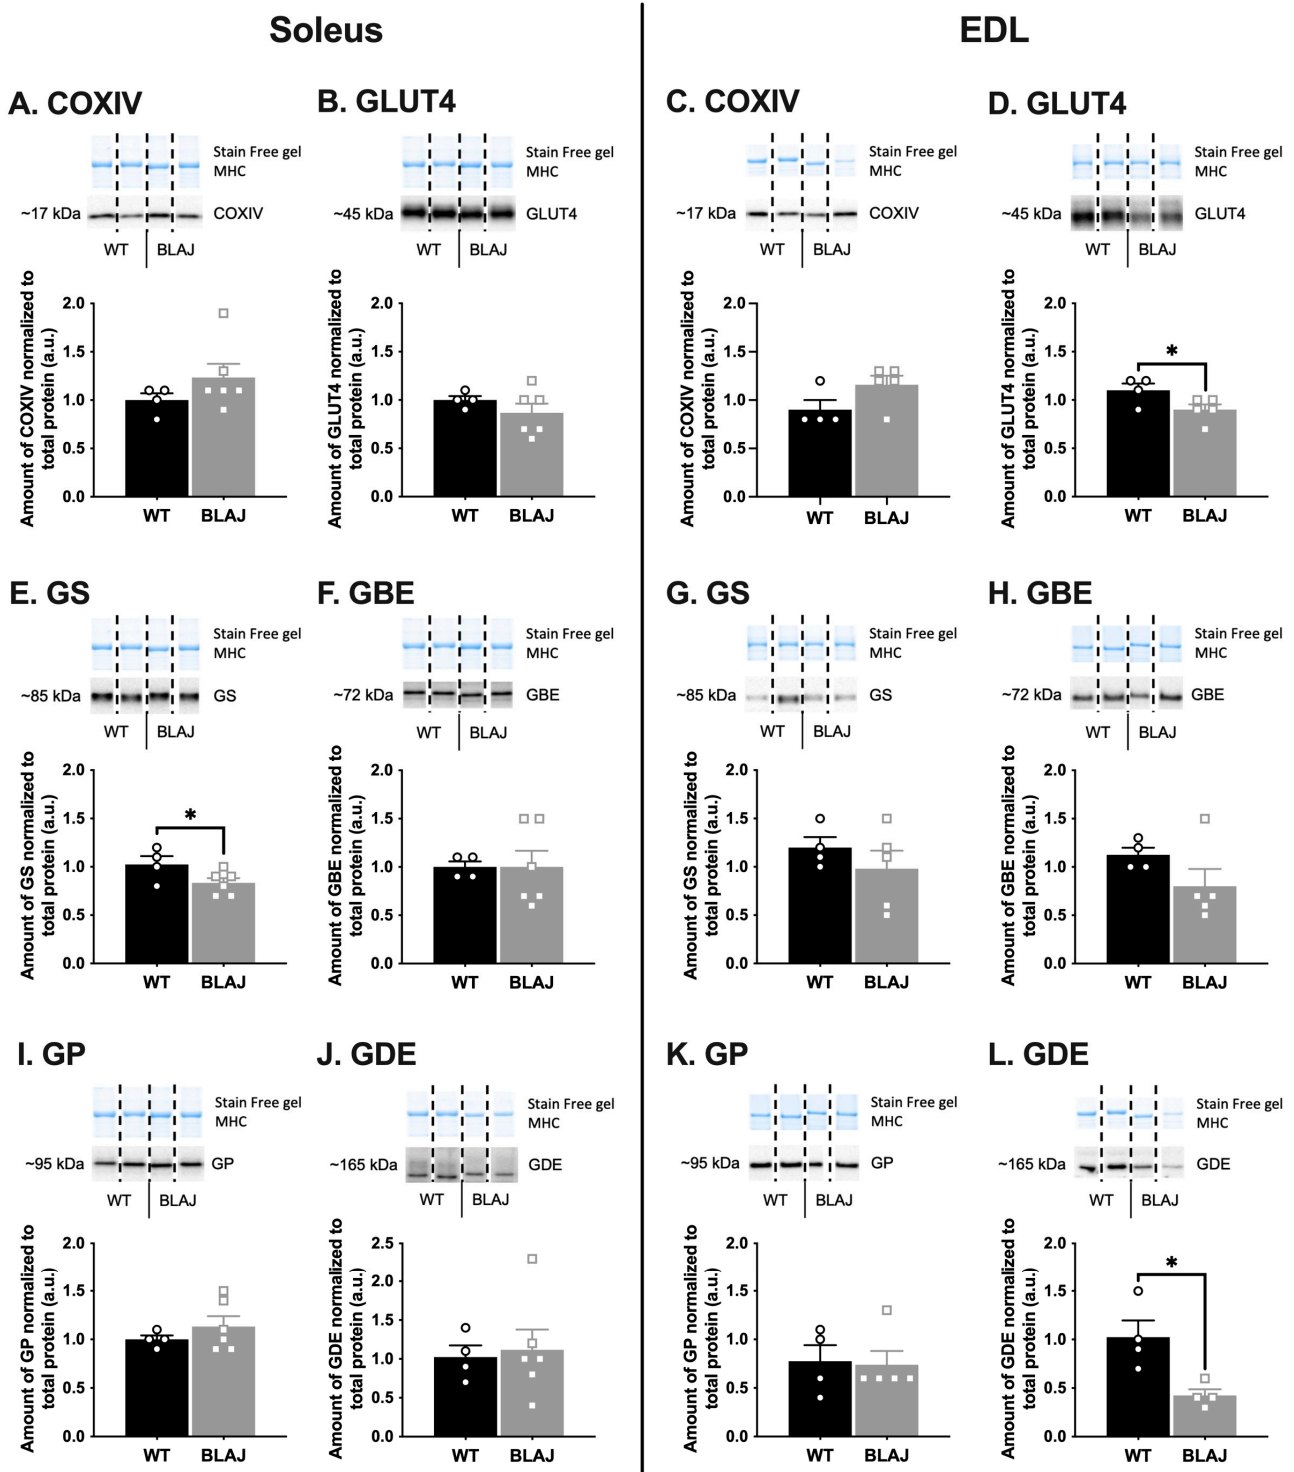 Soleus
EDL
A. COXIV
Stain Free gel
MHC
~17 kDa
COXIV
WT
BLAJ
Amount of COXIV normalized to
total protein (a.u.)
2.0
1.5
1.0
0.5
0.0
WT
BLAJ
B. GLUT4
Stain Free gel
MHC
~45 kDa
GLUT4
WT
BLAJ
Amount of GLUT4 normalized to
total protein (a.u.)
2.0
1.5
1.0
0.5
0.0
WT
BLAJ
C. COXIV
Stain Free gel
MHC
~17 kDa
COXIV
WT
BLAJ
Amount of COXIV normalized to
total protein (a.u.)
2.0
1.5
1.0
0.5
0.0
WT
BLAJ
D. GLUT4
Stain Free gel
MHC
~45 kDa
GLUT4
WT
BLAJ
Amount of GLUT4 normalized to
total protein (a.u.)
2.0
1.5
1.0
0.5
0.0
*
WT
BLAJ
E. GS
Stain Free gel
MHC
~85 kDa
GS
WT
BLAJ
Amount of GS normalized to
total protein (a.u.)
2.0
1.5
1.0
0.5
0.0
*
WT
BLAJ
F. GBE
Stain Free gel
MHC
~72 kDa
GBE
WT
BLAJ
Amount of GBE normalized to
total protein (a.u.)
2.0
1.5
1.0
0.5
0.0
WT
BLAJ
G. GS
Stain Free gel
MHC
~85 kDa
GS
WT
BLAJ
Amount of GS normalized to
total protein (a.u.)
2.0
1.5
1.0
0.5
0.0
WT
BLAJ
H. GBE
Stain Free gel
MHC
~72 kDa
GBE
WT
BLAJ
Amount of GBE normalized to
total protein (a.u.)
2.0
1.5
1.0
0.5
0.0
WT
BLAJ
I. GP
Stain Free gel
MHC
~95 kDa
GP
WT
BLAJ
Amount of GP normalized to
total protein (a.u.)
2.0
1.5
1.0
0.5
0.0
WT
BLAJ
J. GDE
Stain Free gel
MHC
~165 kDa
GDE
WT
BLAJ
Amount of GDE normalized to
total protein (a.u.)
2.5
2.0
1.5
1.0
0.5
0.0
WT
BLAJ
K. GP
Stain Free gel
MHC
~95 kDa
GP
WT
BLAJ
Amount of GP normalized to
total protein (a.u.)
2.0
1.5
1.0
0.5
0.0
WT
BLAJ
L. GDE
Stain Free gel
MHC
~165 kDa
GDE
WT
BLAJ
Amount of GDE normalized to
total protein (a.u.)
2.0
1.5
1.0
0.5
0.0
*
WT
BLAJ